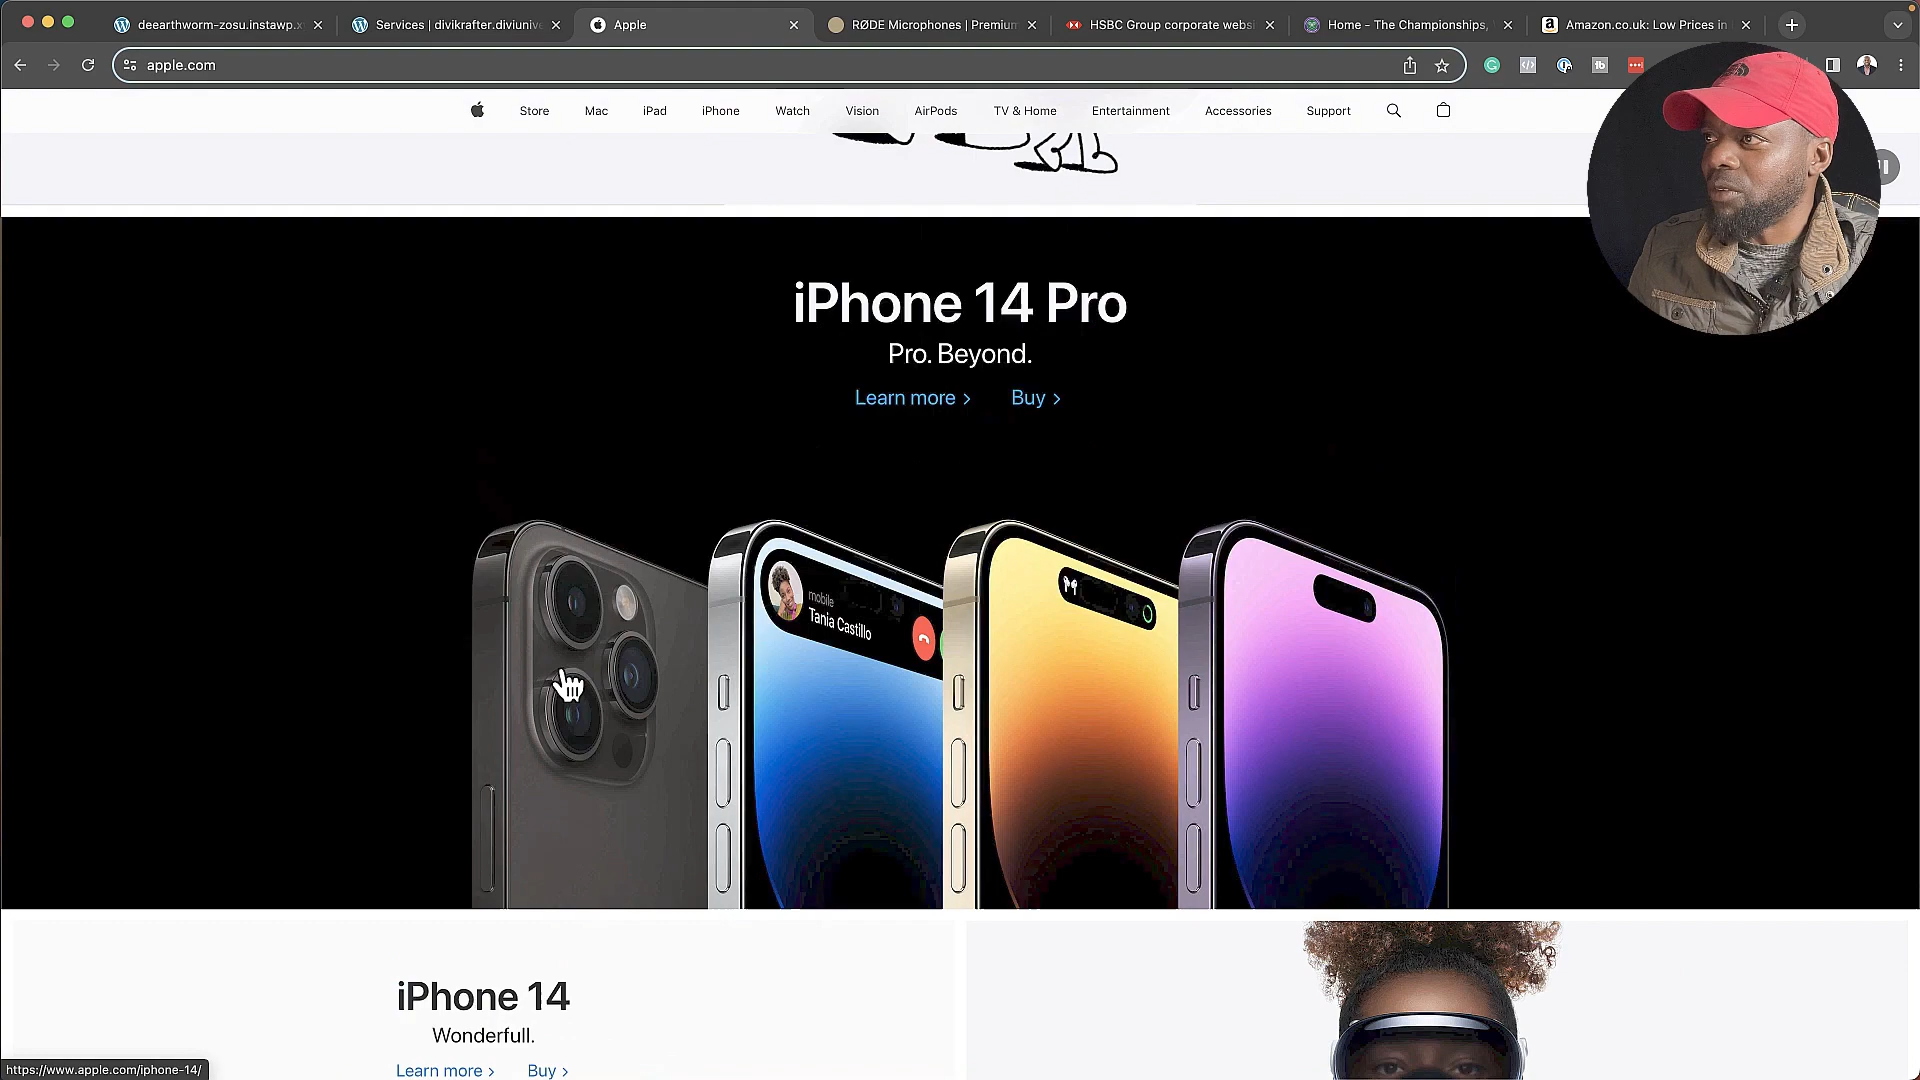 deearthworm-zosu.instawp.x
Services | divikrafter.diviunive
Apple
RØDE Microphones | Premium
HSBC Group corporate websi
Home - The Championships,
Amazon.co.uk: Low Prices in
apple.com
Store Mac iPad iPhone Watch Vision AirPods TV & Home Entertainment Accessories Support
iPhone 14 Pro
Pro. Beyond.
Learn more > Buy >
mobile
Tania Castillo
iPhone 14
Wonderfull.
Learn more > Buy >
https://www.apple.com/iphone-14/